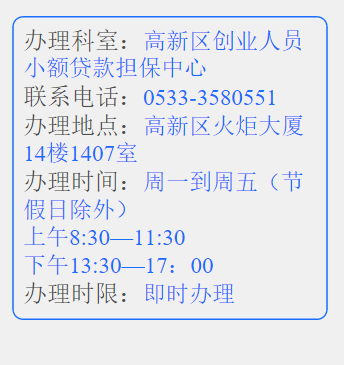 办理科室：高新区创业人员
小额贷款担保中心
联系电话：0533-3580551
办理地点：高新区火炬大厦
14楼1407室
办理时间：周一到周五（节
假日除外）
上午8:30—11:30
下午13:30—17：00
办理时限：即时办理